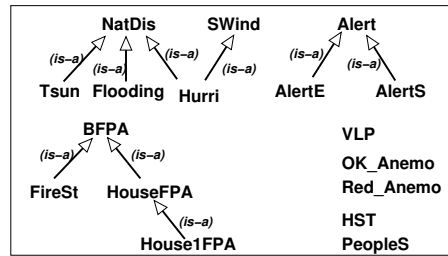 NatDis SWind Alert
(is-a) (is-a) (is-a) (is-a) (is-a) (is-a)
Tsun Flooding Hurri AlertE AlertS
BFPA VLP
(is-a) (is-a) OK_Anemo
FireSt HouseFPA Red_Anemo
(is-a) HST
House1FPA PeopleS